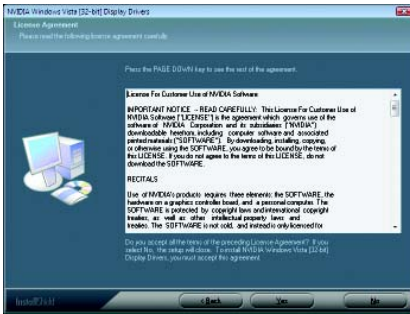 NVIDIA Windows Vista [32-bit] Display Drivers
License Agreement
Please read the following license agreement carefully.
Press the PAGE DOWN key to see the rest of the agreement.
License For Customer Use of NVIDIA Software
IMPORTANT NOTICE -- READ CAREFULLY: This License For Customer Use of
NVIDIA Software ("LICENSE") is the agreement which governs use of the
software of NVIDIA Corporation and its subsidiaries ("NVIDIA")
downloadable herefrom, including computer software and associated
printed materials ("SOFTWARE"). By downloading, installing, copying,
or otherwise using the SOFTWARE, you agree to be bound by the terms of
this LICENSE. If you do not agree to the terms of this LICENSE, do not
download the SOFTWARE.
RECITALS
Use of NVIDIA's products requires three elements: the SOFTWARE, the
hardware on a graphics controller board, and a personal computer. The
SOFTWARE is protected by copyright laws and international copyright
treaties, as well as other intellectual property laws and
treaties. The SOFTWARE is not sold, and instead is only licensed for
Do you accept all the terms of the preceding License Agreement? If you
select No, the setup will close. To install NVIDIA Windows Vista [32-bit]
Display Drivers, you must accept this agreement.
InstallShield
< Back
Yes
No